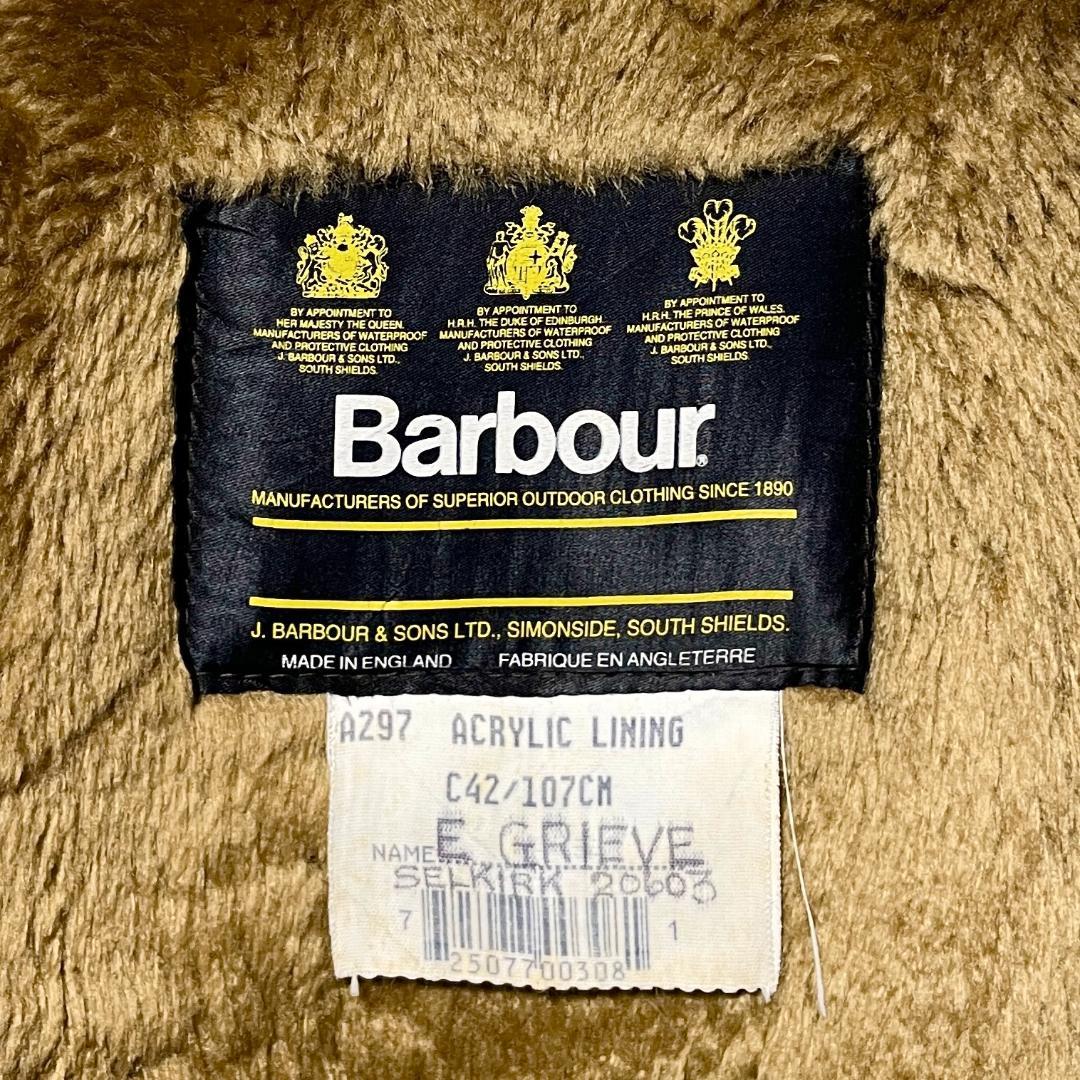 BY APPOINTMENT TO
HER MAJESTY THE QUEEN.
MANUFACTURERS OF WATERPROOF
AND PROTECTIVE CLOTHING
J. BARBOUR & SONS LTD.,
SOUTH SHIELDS.
BY APPOINTMENT TO
H.R.H. THE DUKE OF EDINBURGH.
MANUFACTURERS OF WATERPROOF
AND PROTECTIVE CLOTHING
J. BARBOUR & SONS LTD.,
SOUTH SHIELDS.
BY APPOINTMENT TO
H.R.H. THE PRINCE OF WALES.
MANUFACTURERS OF WATERPROOF
AND PROTECTIVE CLOTHING
J. BARBOUR & SONS LTD.,
SOUTH SHIELDS.
Barbour®
MANUFACTURERS OF SUPERIOR OUTDOOR CLOTHING SINCE 1890
J. BARBOUR & SONS LTD., SIMONSIDE, SOUTH SHIELDS.
MADE IN ENGLAND FABRIQUE EN ANGLETERRE
A297 ACRYLIC LINING
C42/107CM
NAME E. GRIEVE
SELKIRK 20603
7 2507700308 1